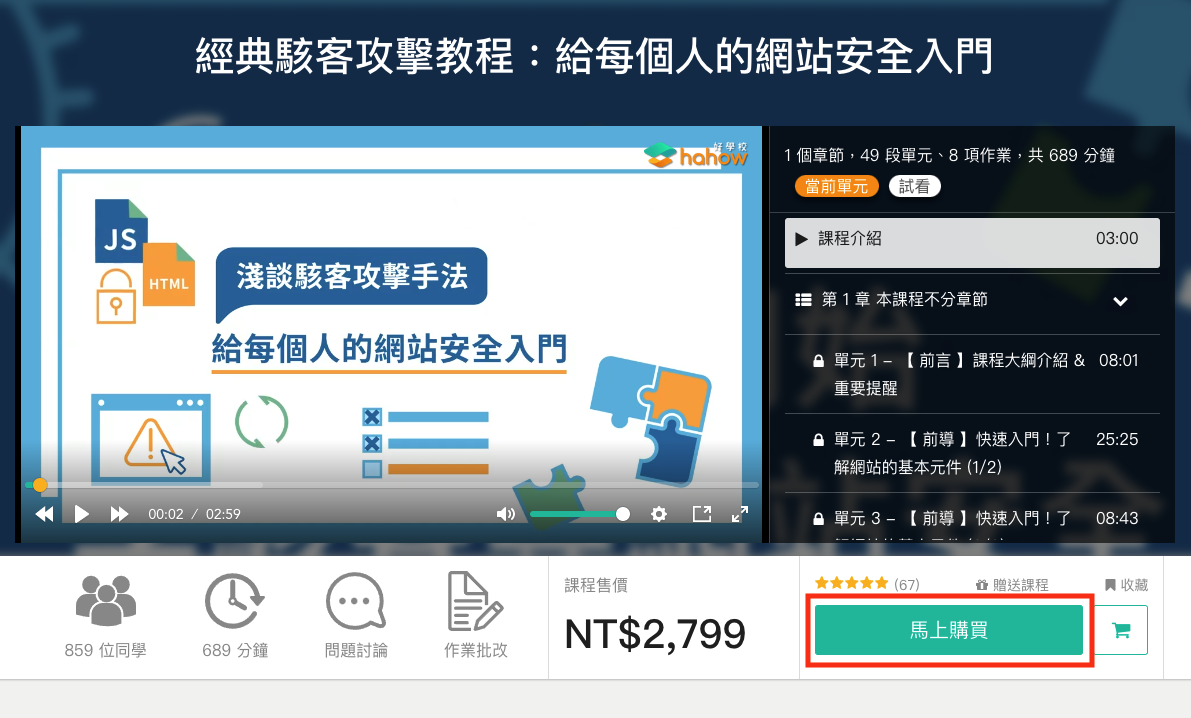 經典駭客攻擊教程：給每個人的網站安全入門
好學校
hahow
JS
HTML
淺談駭客攻擊手法
給每個人的網站安全入門
00:02 / 02:59
1 個章節，49 段單元、8 項作業，共 689 分鐘
當前單元 試看
課程介紹 03:00
第 1 章 本課程不分章節
單元 1 – 【 前言 】課程大綱介紹 & 08:01
重要提醒
單元 2 – 【 前導 】快速入門！了 25:25
解網站的基本元件 (1/2)
單元 3 – 【 前導 】快速入門！了 08:43
859 位同學
689 分鐘
問題討論
作業批改
課程售價
NT$2,799
(67) 贈送課程 收藏
馬上購買